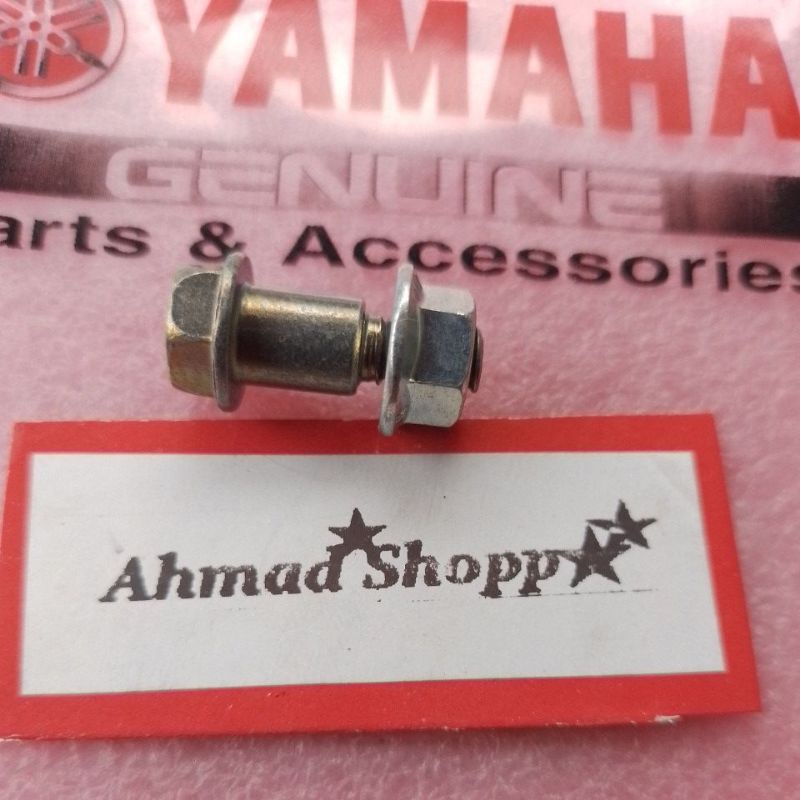 YAMAHA
GENUINE
arts & Accessories
Ahmad Shopp